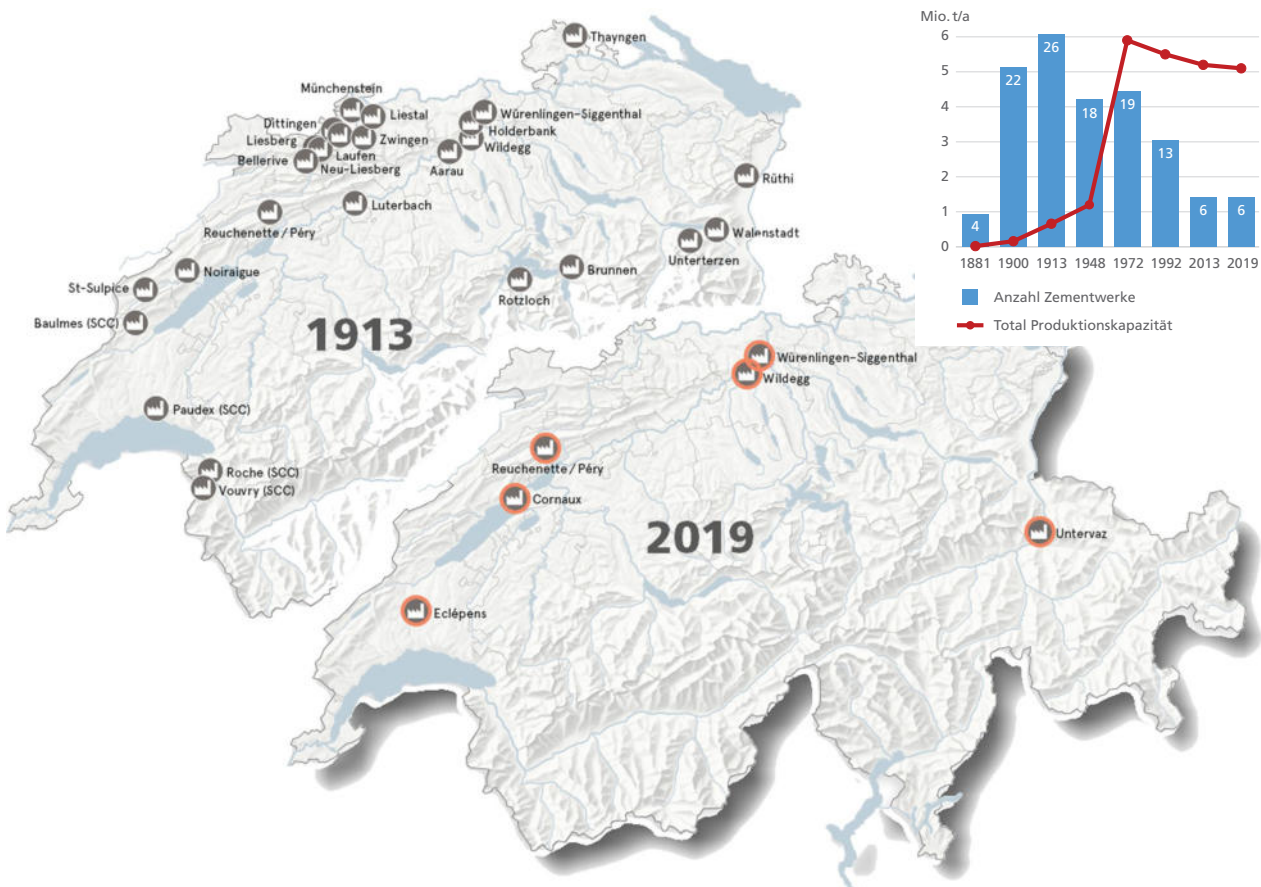 Thayngen
Münchenstein
Liestal
Dittingen
Zwingen
Liesberg
Laufen
Bellerive
Neu-Liesberg
Würenlingen-Siggenthal
Holderbank
Wildegg
Aarau
Rüthi
Luterbach
Reuchenette / Péry
Walenstadt
Unterterzen
Noiraigue
Brunnen
St-Sulpice
Rotzloch
Baulmes (SCC)
1913
Paudex (SCC)
Roche (SCC)
Vouvry (SCC)
Mio. t/a
6
5
4
3
2
1
0
4
22
26
18
19
13
6
6
1881 1900 1913 1948 1972 1992 2013 2019
Anzahl Zementwerke
Total Produktionskapazität
Würenlingen-Siggenthal
Wildegg
Reuchenette / Péry
Cornaux
2019
Untervaz
Eclépens